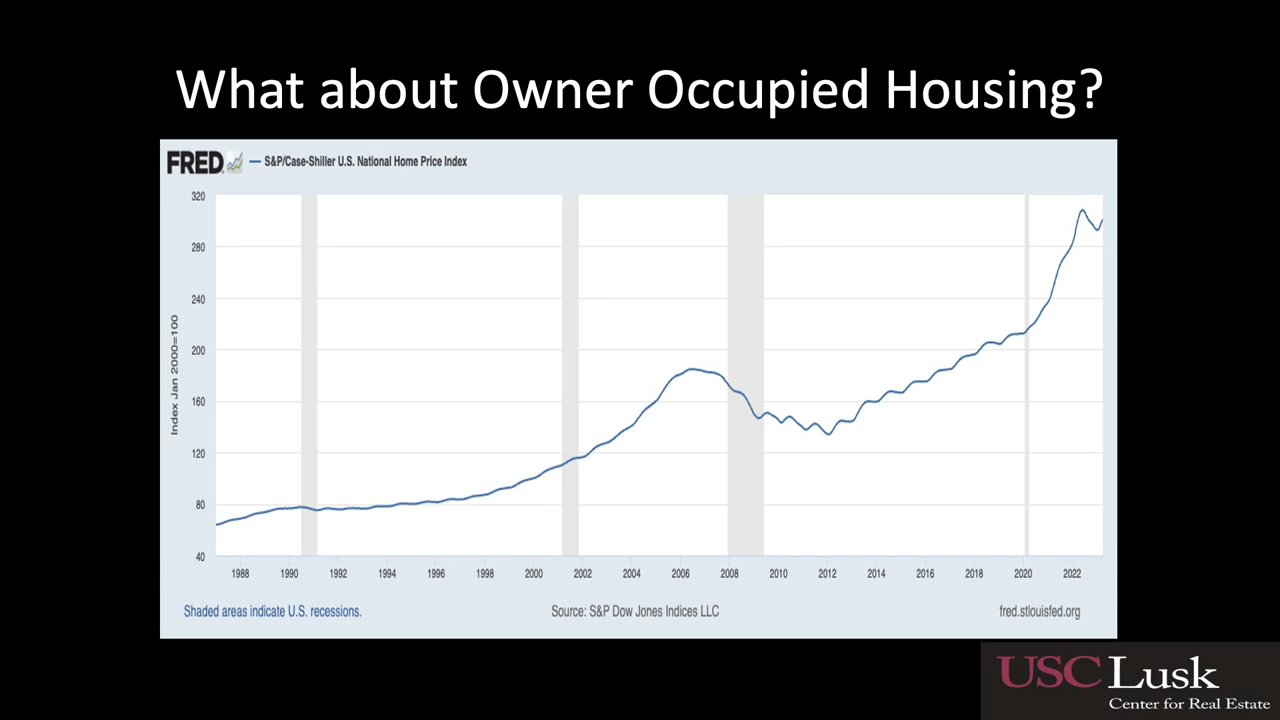 What about Owner Occupied Housing?
FRED
S&P/Case-Shiller U.S. National Home Price Index
Index Jan 2000=100
320
280
240
200
160
120
80
40
1988 1990 1992 1994 1996 1998 2000 2002 2004 2006 2008 2010 2012 2014 2016 2018 2020 2022
Shaded areas indicate U.S. recessions. Source: S&P Dow Jones Indices LLC fred.stlouisfed.org
USC Lusk
Center for Real Estate